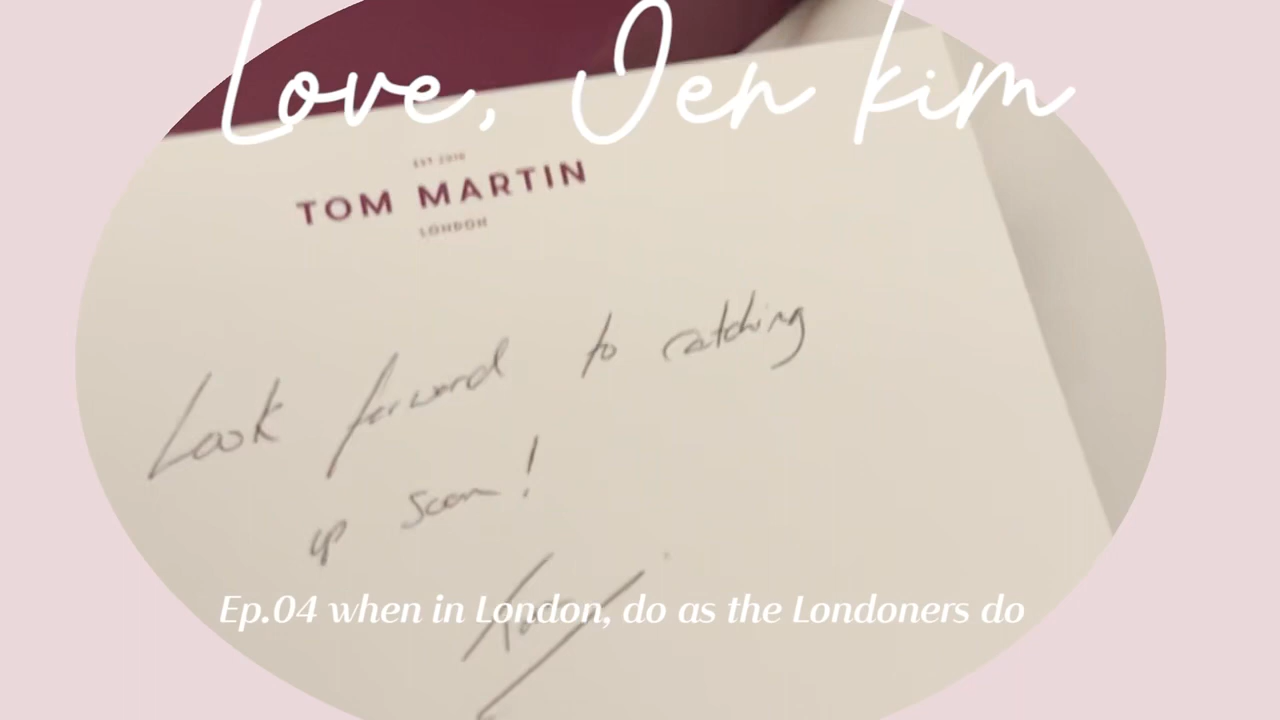 Love, Jen kim
EST 2010
TOM MARTIN
LONDON
Look forward to catching
up soon!
Tom
Ep.04 when in London, do as the Londoners do